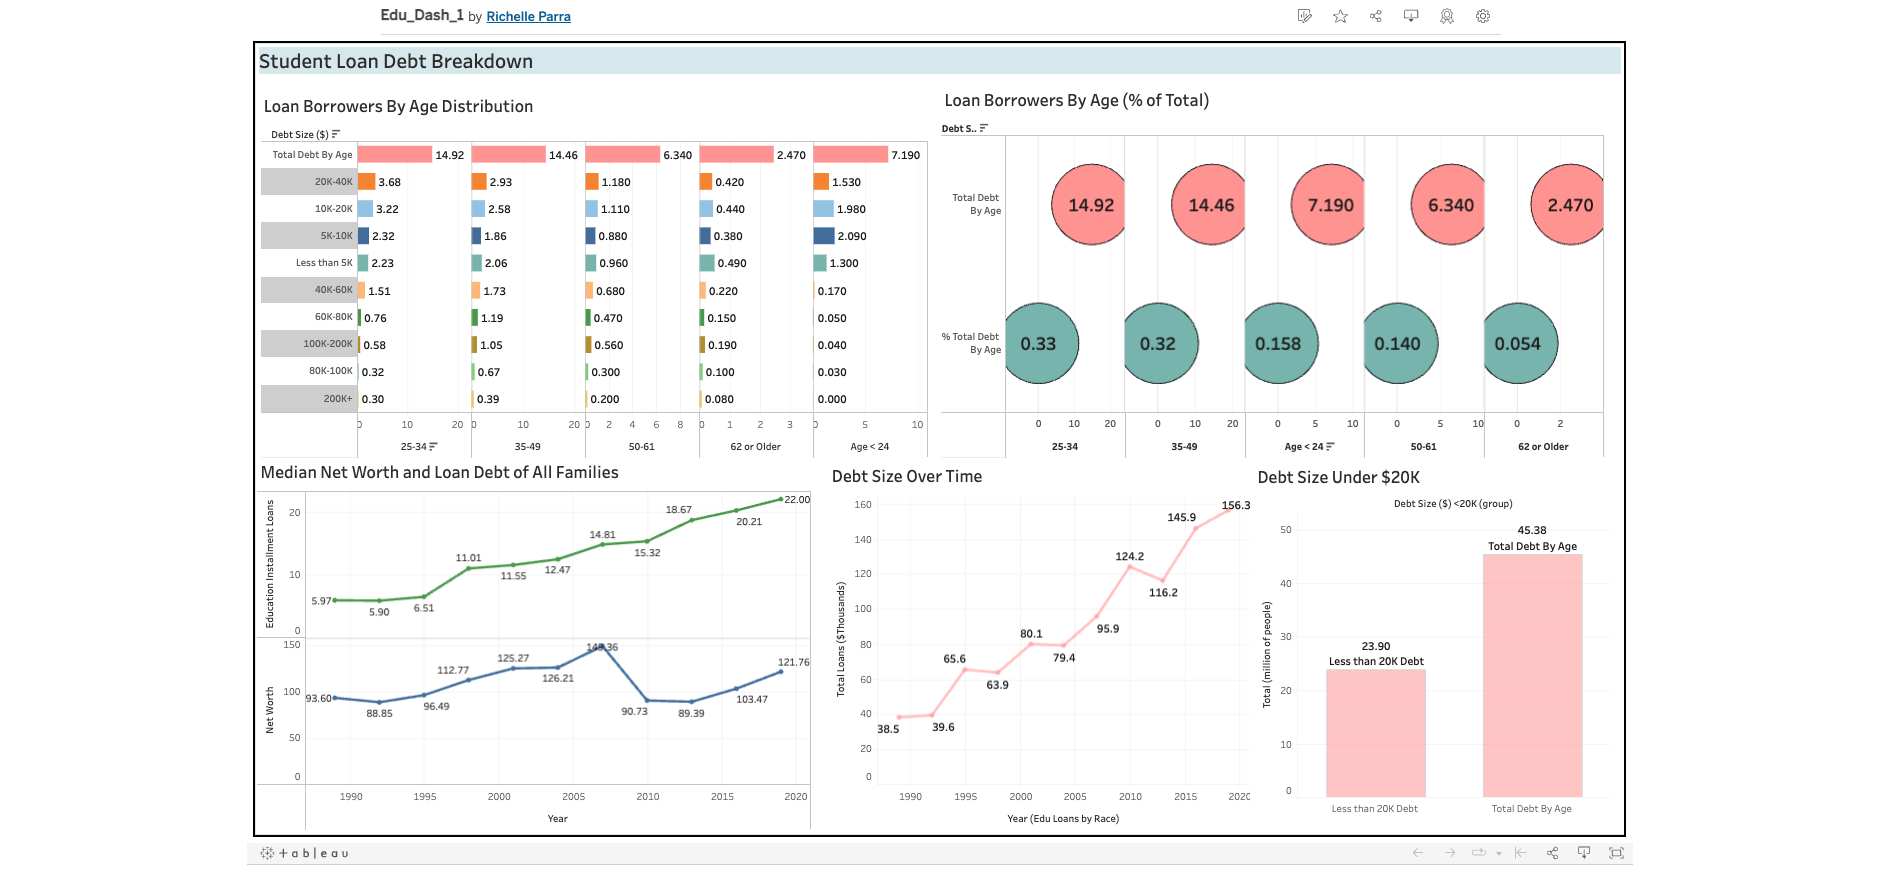 Edu_Dash_1 by Richelle Parra
Student Loan Debt Breakdown
Loan Borrowers By Age Distribution
Debt Size ($)
Total Debt By Age 14.92 14.46 6.340 2.470 7.190
20K-40K 3.68 2.93 1.180 0.420 1.530
10K-20K 3.22 2.58 1.110 0.440 1.980
5K-10K 2.32 1.86 0.880 0.380 2.090
Less than 5K 2.23 2.06 0.960 0.490 1.300
40K-60K 1.51 1.73 0.680 0.220 0.170
60K-80K 0.76 1.19 0.470 0.150 0.050
100K-200K 0.58 1.05 0.560 0.190 0.040
80K-100K 0.32 0.67 0.300 0.100 0.030
200K+ 0.30 0.39 0.200 0.080 0.000
0 10 20 0 10 20 0 2 4 6 8 0 1 2 3 0 5 10
25-34 35-49 50-61 62 or Older Age < 24
Loan Borrowers By Age (% of Total)
Debt S..
Total Debt
By Age
14.92 14.46 7.190 6.340 2.470
% Total Debt
By Age
0.33 0.32 0.158 0.140 0.054
0 10 20 0 10 20 0 5 10 0 5 10 0 2
25-34 35-49 Age < 24 50-61 62 or Older
Median Net Worth and Loan Debt of All Families
Education Installment Loans
20
10
0
5.97 5.90 6.51 11.01 11.55 12.47 14.81 15.32 18.67 20.21 22.00
Net Worth
150
100
50
0
93.60 88.85 96.49 112.77 125.27 126.21 149.36 90.73 89.39 103.47 121.76
1990 1995 2000 2005 2010 2015 2020
Year
Debt Size Over Time
Total Loans ($Thousands)
160
140
120
100
80
60
40
20
0
38.5 39.6 65.6 63.9 80.1 79.4 95.9 124.2 116.2 145.9 156.3
1990 1995 2000 2005 2010 2015 2020
Year (Edu Loans by Race)
Debt Size Under $20K
Debt Size ($) <20K (group)
Total (million of people)
50
40
30
20
10
0
23.90
Less than 20K Debt
45.38
Total Debt By Age
Less than 20K Debt Total Debt By Age
+ a b l e a u